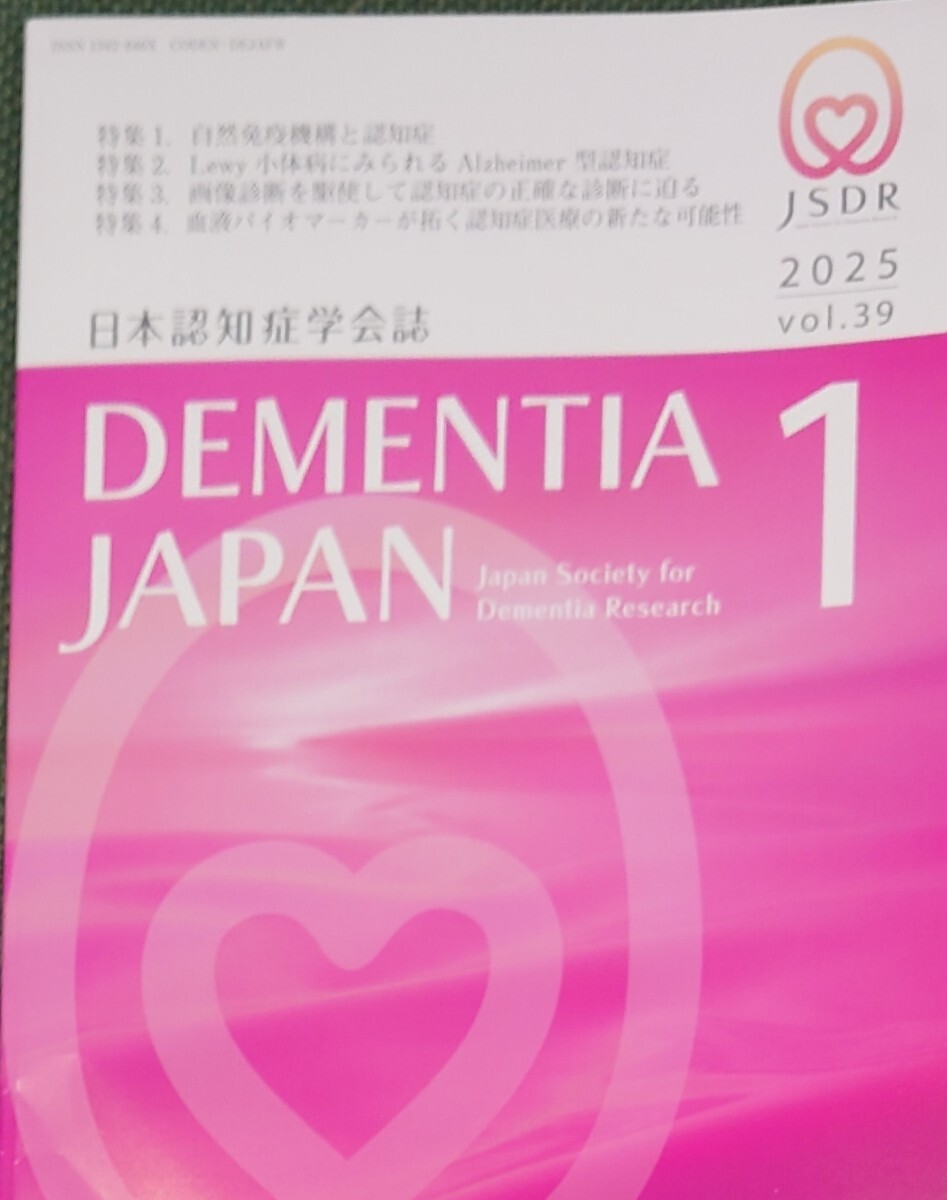 特集 1. 自然免疫機構と認知症
特集 2. Lewy 小体病にみられる Alzheimer 型認知症
特集 3. 画像診断を駆使して認知症の正確な診断に迫る
特集 4. 血液バイオマーカーが拓く認知症医療の新たな可能性
JSDR
2025
vol.39
日本認知症学会誌
DEMENTIA
JAPAN
1
Japan Society for
Dementia Research